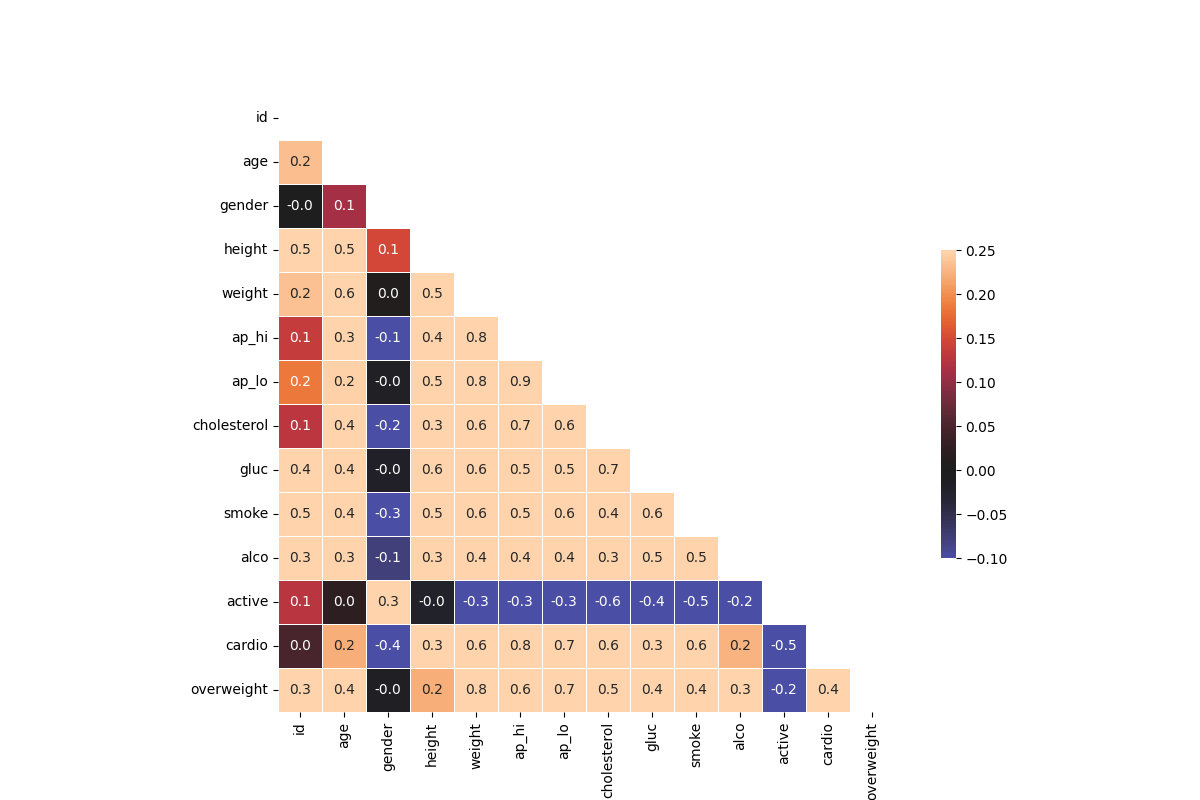 id
age 0.2
gender -0.0 0.1
height 0.5 0.5 0.1
weight 0.2 0.6 0.0 0.5
ap_hi 0.1 0.3 -0.1 0.4 0.8
ap_lo 0.2 0.2 -0.0 0.5 0.8 0.9
cholesterol 0.1 0.4 -0.2 0.3 0.6 0.7 0.6
gluc 0.4 0.4 -0.0 0.6 0.6 0.5 0.5 0.7
smoke 0.5 0.4 -0.3 0.5 0.6 0.5 0.6 0.4 0.6
alco 0.3 0.3 -0.1 0.3 0.4 0.4 0.4 0.3 0.5 0.5
active 0.1 0.0 0.3 -0.0 -0.3 -0.3 -0.3 -0.6 -0.4 -0.5 -0.2
cardio 0.0 0.2 -0.4 0.3 0.6 0.8 0.7 0.6 0.3 0.6 0.2 -0.5
overweight 0.3 0.4 -0.0 0.2 0.8 0.6 0.7 0.5 0.4 0.4 0.3 -0.2 0.4
id age gender height weight ap_hi ap_lo cholesterol gluc smoke alco active cardio overweight
0.25
0.20
0.15
0.10
0.05
0.00
−0.05
−0.10